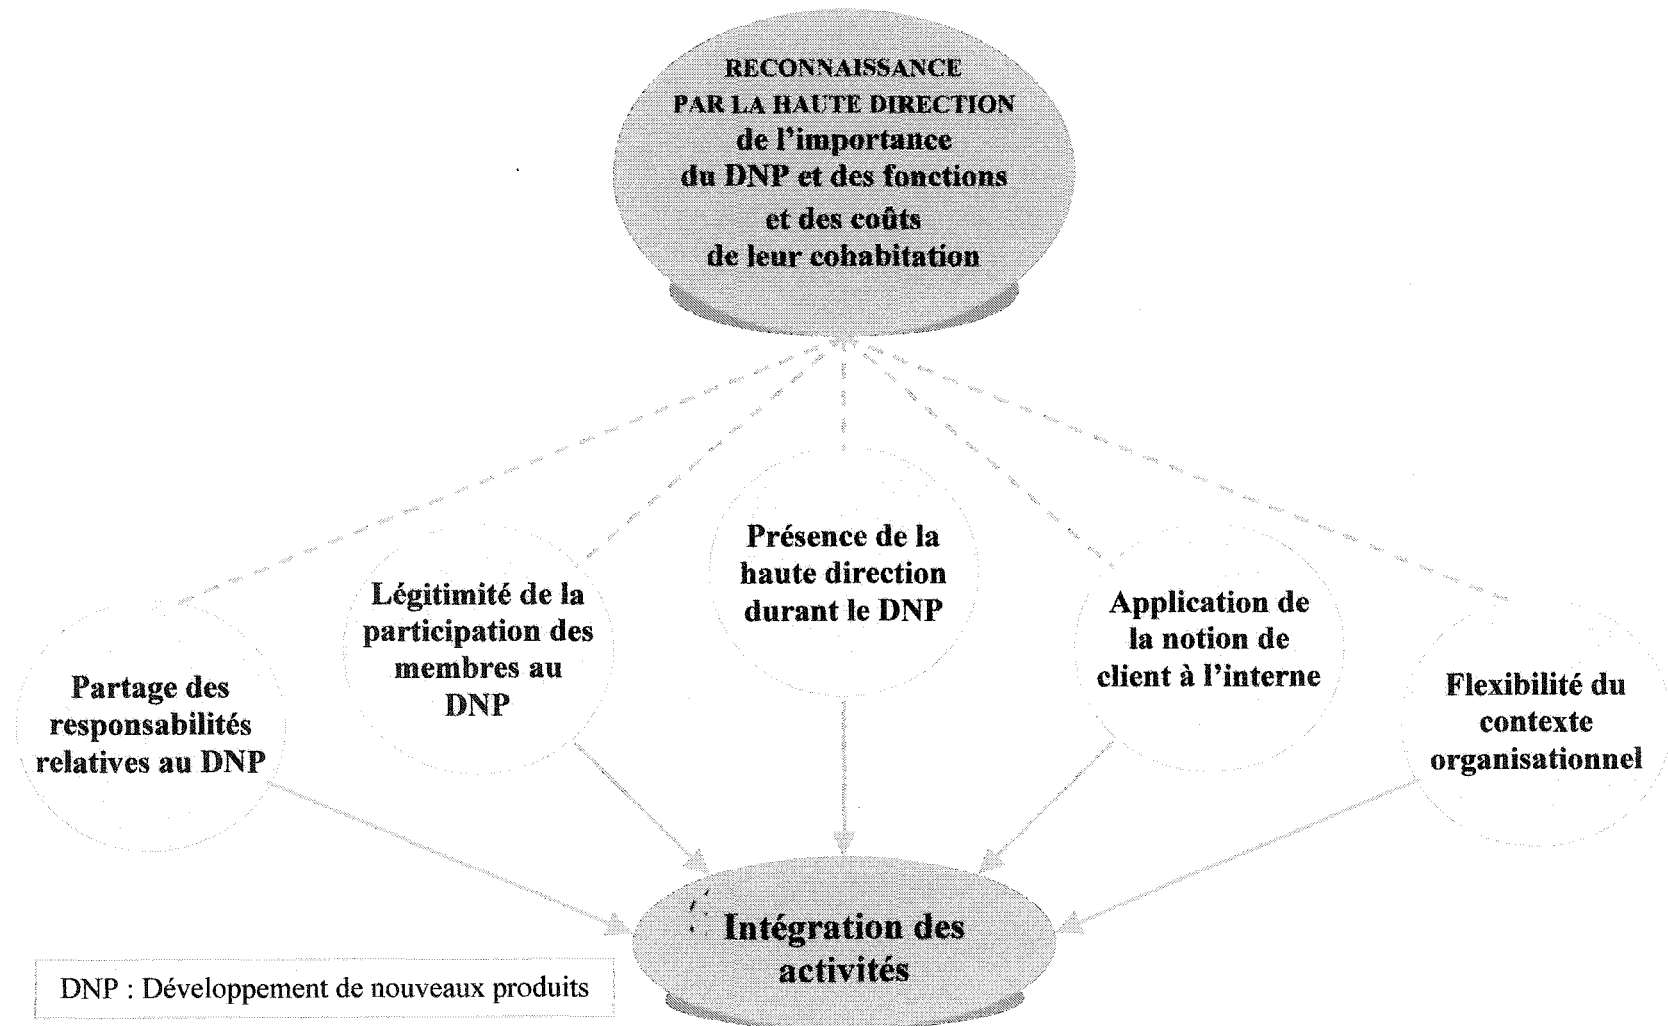 RECONNAISSANCE
PAR LA HAUTE DIRECTION
de l'importance
du DNP et des fonctions
et des coûts
de leur cohabitation
Partage des
responsabilités
relatives au DNP
Légitimité de la
participation des
membres au
DNP
Présence de la
haute direction
durant le DNP
Application de
la notion de
client à l'interne
Flexibilité du
contexte
organisationnel
Intégration des
activités
DNP : Développement de nouveaux produits